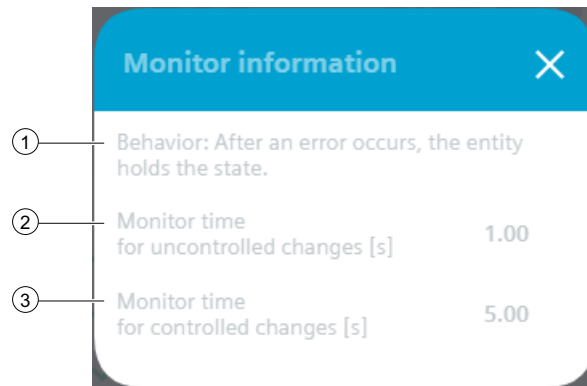 Monitor information
① Behavior: After an error occurs, the entity
holds the state.
② Monitor time
for uncontrolled changes [s] 1.00
③ Monitor time
for controlled changes [s] 5.00